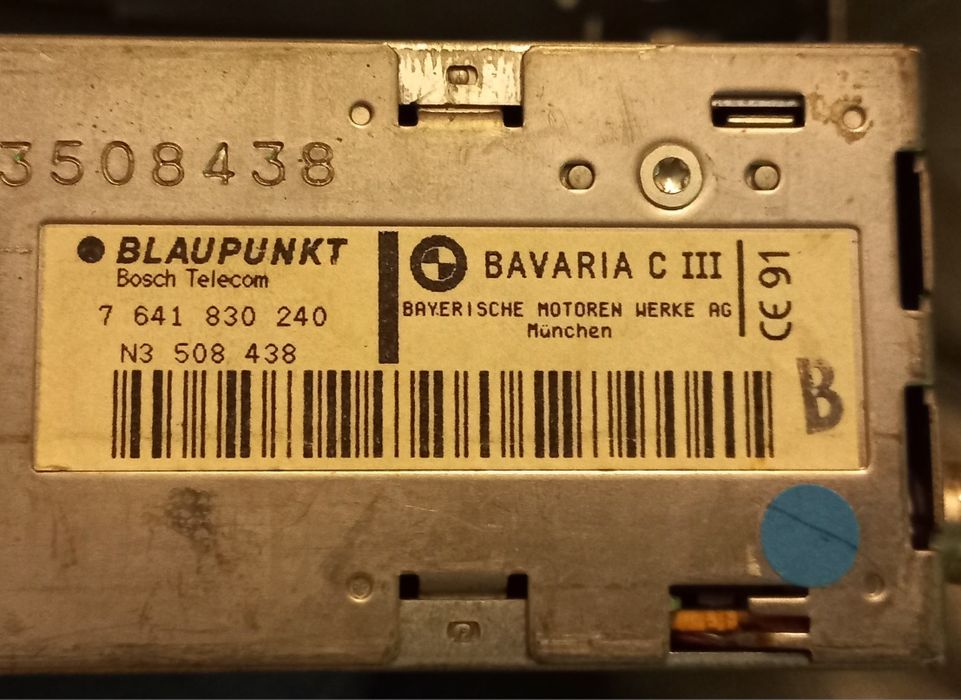 3508438
BLAUPUNKT
Bosch Telecom
7 641 830 240
N3 508 438
BAVARIA C III
BAYERISCHE MOTOREN WERKE AG
München
CE 91
B